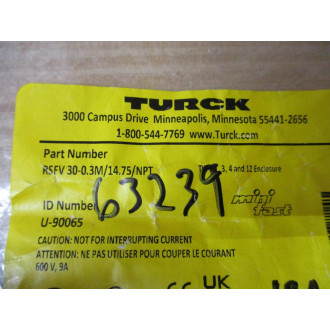 TURCK
3000 Campus Drive Minneapolis, Minnesota 55441-2656
1-800-544-7769 www.Turck.com
Part Number
RSFV 30-0.3M/14.75/NPT
3, 4 and 12 Enclosure
63239
ID Number
U-90065
mini fast
CAUTION: NOT FOR INTERRUPTING CURRENT
ATTENTION: NE PAS UTILISER POUR COUPER LE COURANT
600 V, 9A
UK